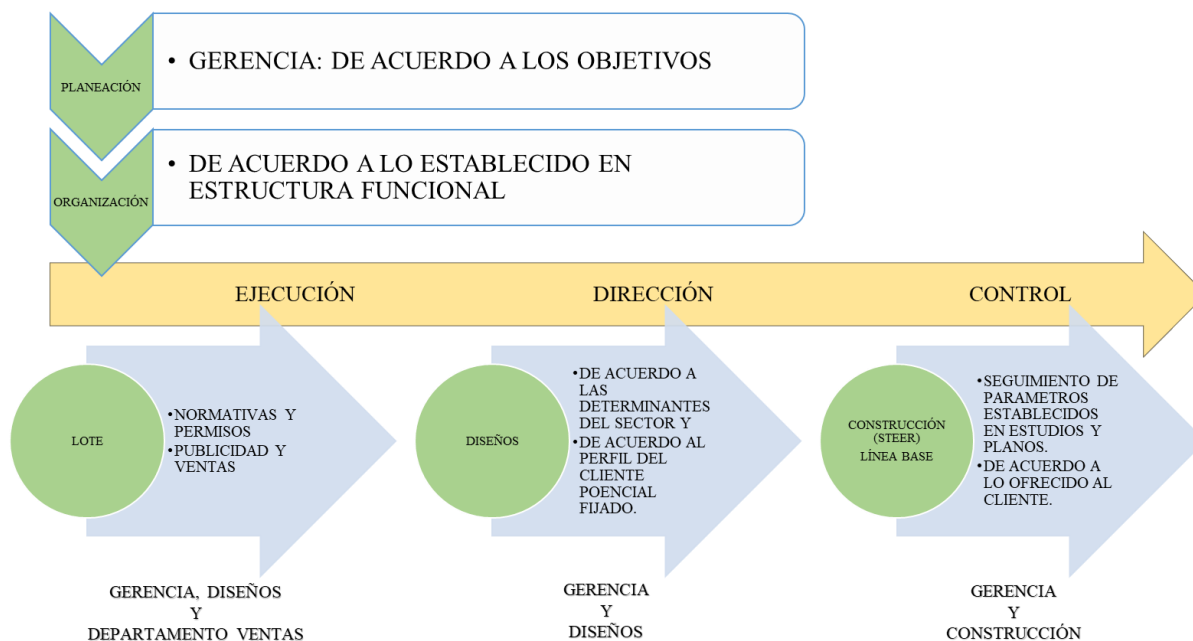 PLANEACIÓN
• GERENCIA: DE ACUERDO A LOS OBJETIVOS
ORGANIZACIÓN
• DE ACUERDO A LO ESTABLECIDO EN
ESTRUCTURA FUNCIONAL
EJECUCIÓN
DIRECCIÓN
CONTROL
LOTE
•NORMATIVAS Y
PERMISOS
•PUBLICIDAD Y
VENTAS
DISEÑOS
•DE ACUERDO A
LAS
DETERMINANTES
DEL SECTOR Y
•DE ACUERDO AL
PERFIL DEL
CLIENTE
POENCIAL
FIJADO.
CONSTRUCCIÓN
(STEER)
LÍNEA BASE
•SEGUIMIENTO DE
PARAMETROS
ESTABLECIDOS
EN ESTUDIOS Y
PLANOS.
•DE ACUERDO A
LO OFRECIDO AL
CLIENTE.
GERENCIA, DISEÑOS
Y
DEPARTAMENTO VENTAS
GERENCIA
Y
DISEÑOS
GERENCIA
Y
CONSTRUCCIÓN